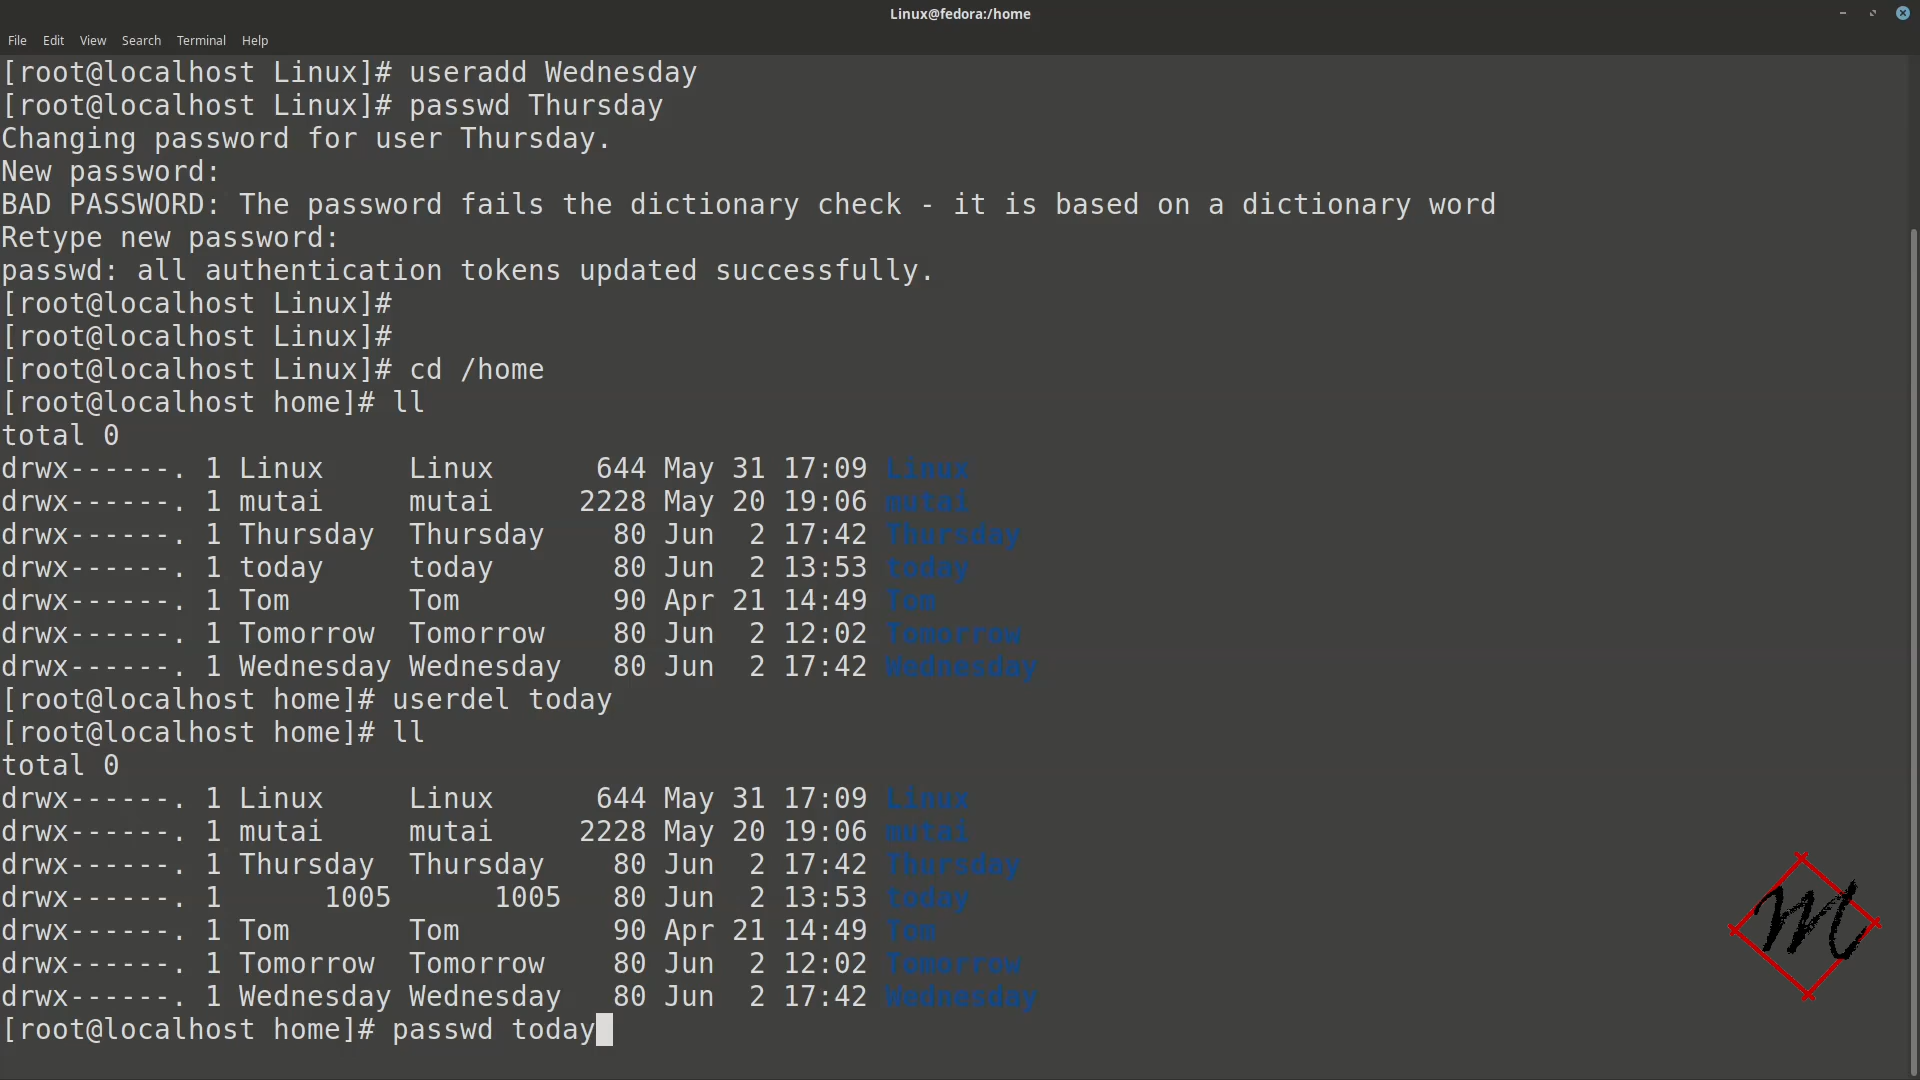 Linux@fedora:/home
File Edit View Search Terminal Help
[root@localhost Linux]# useradd Wednesday
[root@localhost Linux]# passwd Thursday
Changing password for user Thursday.
New password:
BAD PASSWORD: The password fails the dictionary check - it is based on a dictionary word
Retype new password:
passwd: all authentication tokens updated successfully.
[root@localhost Linux]#
[root@localhost Linux]#
[root@localhost Linux]# cd /home
[root@localhost home]# ll
total 0
drwx------. 1 Linux     Linux      644 May 31 17:09 Linux
drwx------. 1 mutai     mutai     2228 May 20 19:06 mutai
drwx------. 1 Thursday  Thursday    80 Jun  2 17:42 Thursday
drwx------. 1 today     today       80 Jun  2 13:53 today
drwx------. 1 Tom       Tom         90 Apr 21 14:49 Tom
drwx------. 1 Tomorrow  Tomorrow    80 Jun  2 12:02 Tomorrow
drwx------. 1 Wednesday Wednesday   80 Jun  2 17:42 Wednesday
[root@localhost home]# userdel today
[root@localhost home]# ll
total 0
drwx------. 1 Linux     Linux      644 May 31 17:09 Linux
drwx------. 1 mutai     mutai     2228 May 20 19:06 mutai
drwx------. 1 Thursday  Thursday    80 Jun  2 17:42 Thursday
drwx------. 1      1005      1005   80 Jun  2 13:53 today
drwx------. 1 Tom       Tom         90 Apr 21 14:49 Tom
drwx------. 1 Tomorrow  Tomorrow    80 Jun  2 12:02 Tomorrow
drwx------. 1 Wednesday Wednesday   80 Jun  2 17:42 Wednesday
[root@localhost home]# passwd today
M